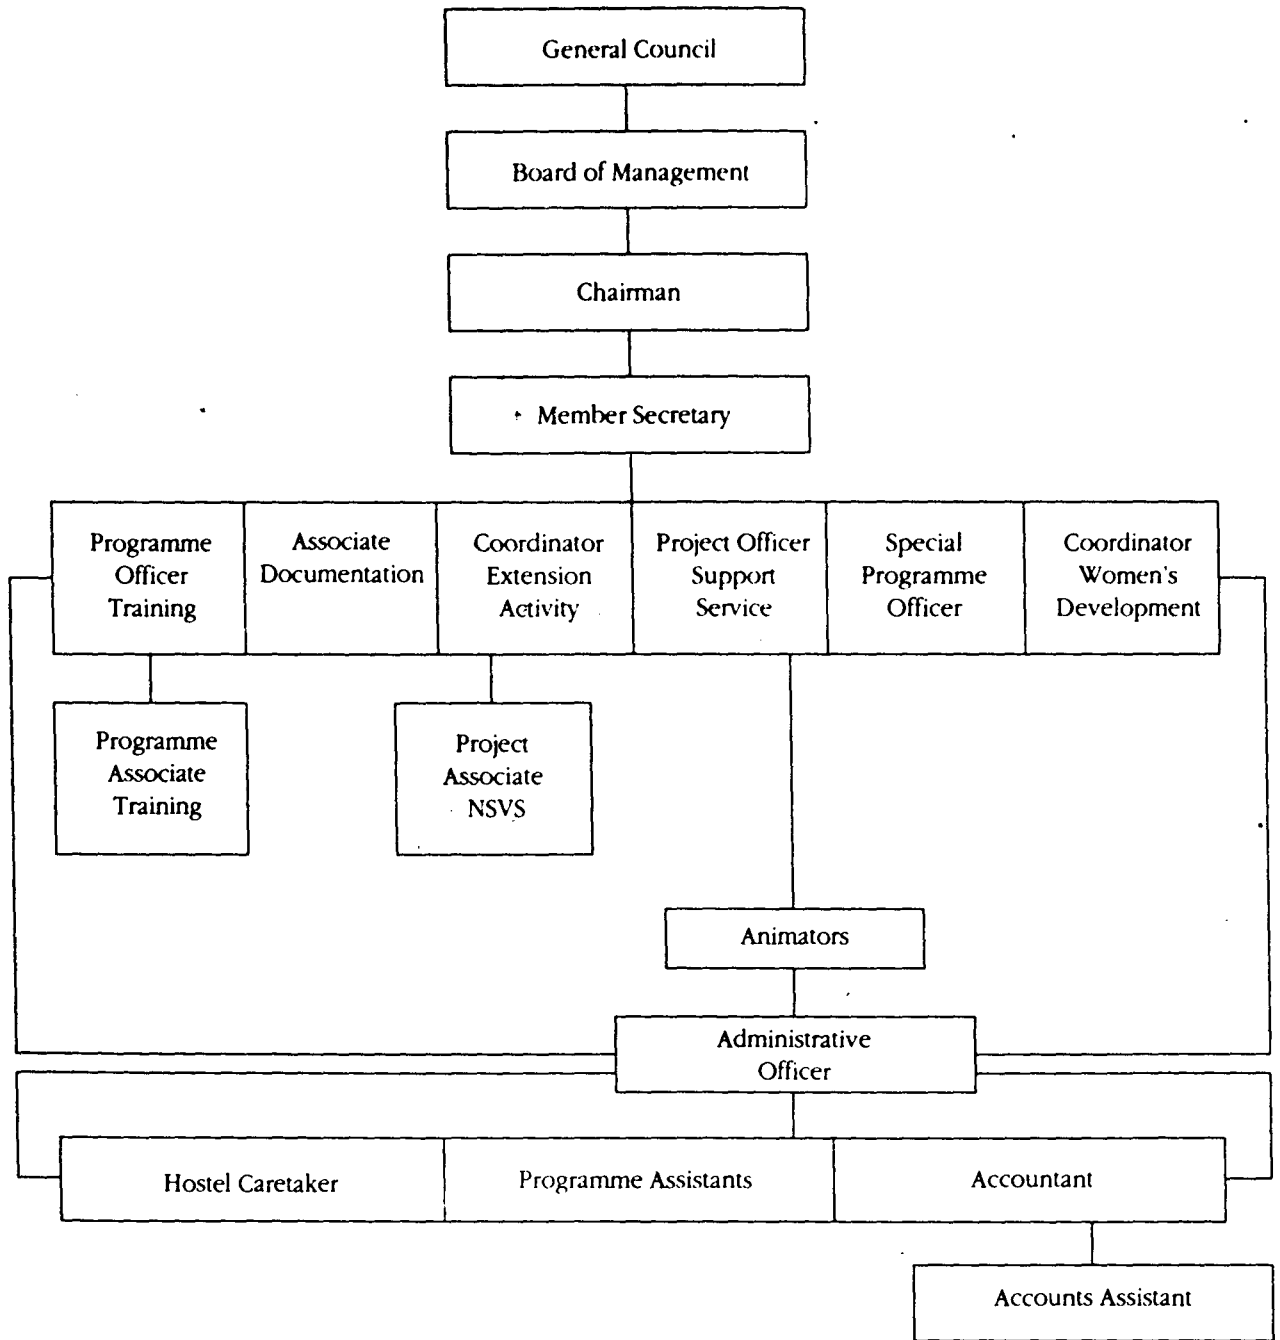 General Council
Board of Management
Chairman
Member Secretary
Programme
Officer
Training
Associate
Documentation
Coordinator
Extension
Activity
Project Officer
Support
Service
Special
Programme
Officer
Coordinator
Women's
Development
Programme
Associate
Training
Project
Associate
NSVS
Animators
Administrative
Officer
Hostel Caretaker
Programme Assistants
Accountant
Accounts Assistant